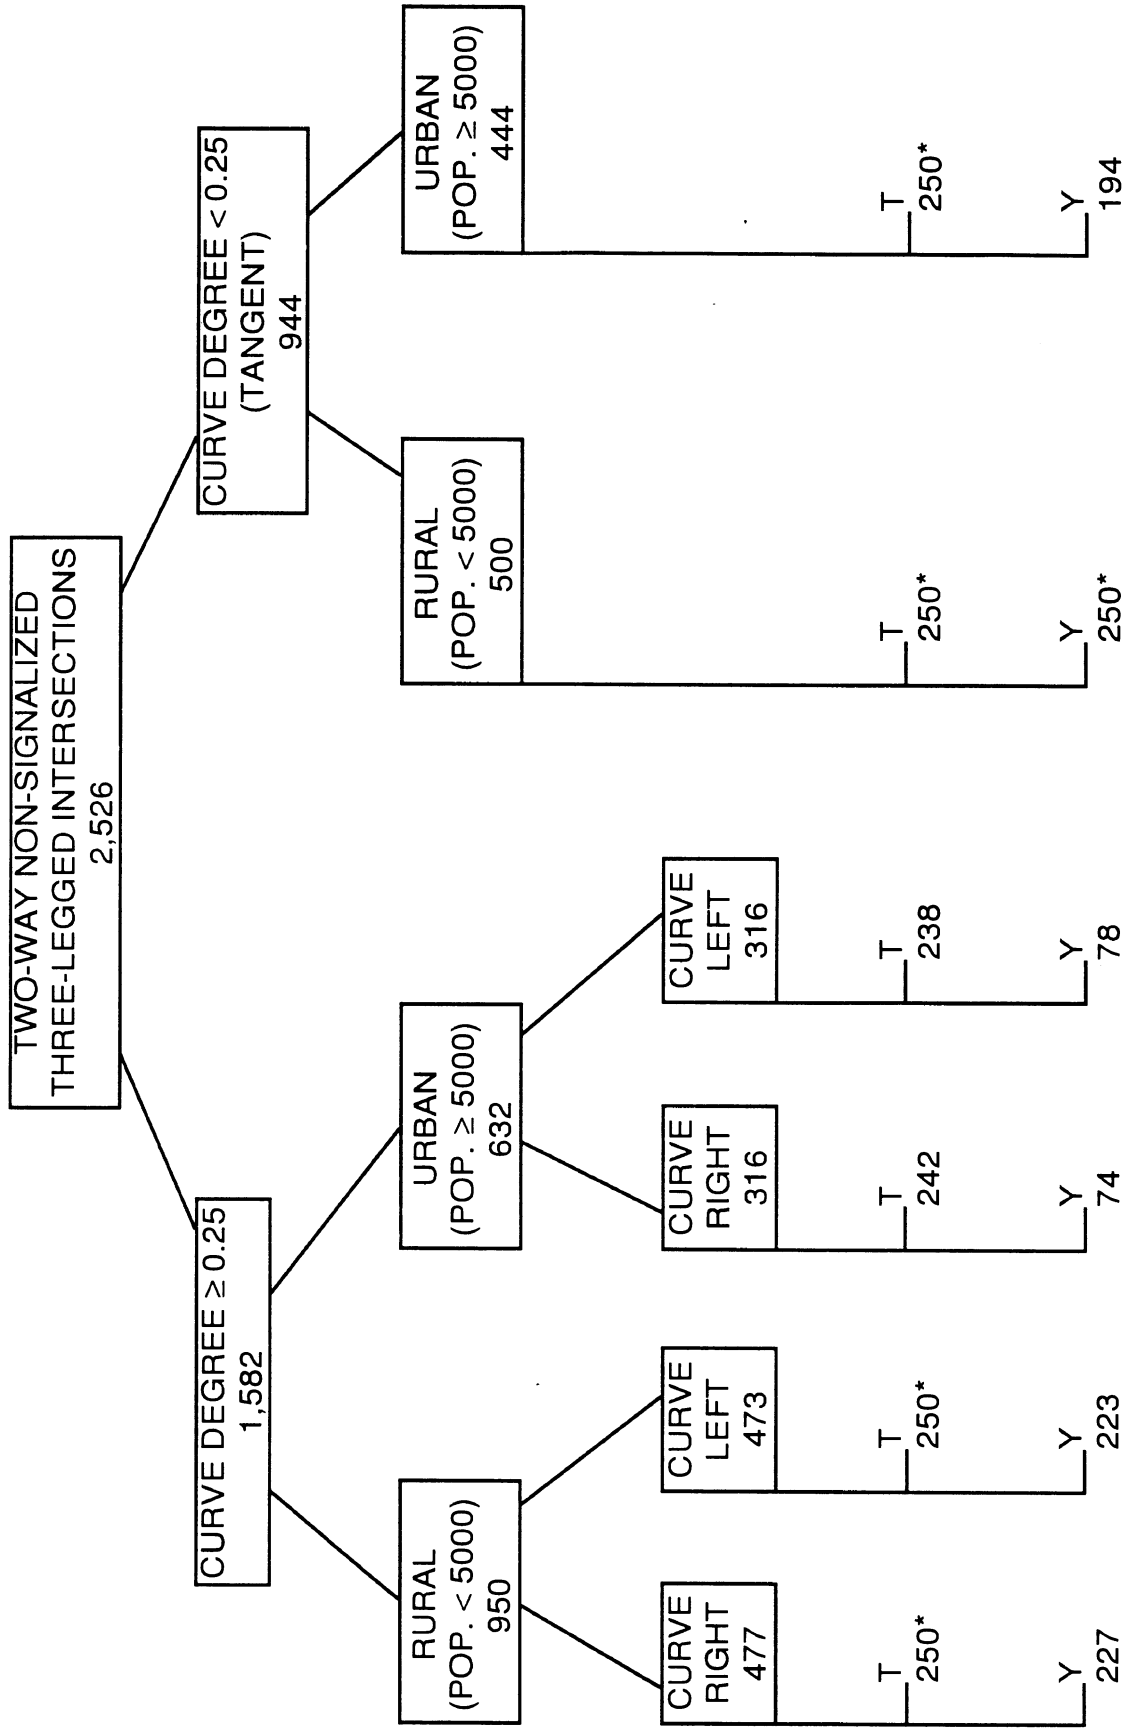 TWO-WAY NON-SIGNALIZED
THREE-LEGGED INTERSECTIONS
2,526
CURVE DEGREE ≥ 0.25
1,582
CURVE DEGREE < 0.25
(TANGENT)
944
RURAL
(POP. < 5000)
950
URBAN
(POP. ≥ 5000)
632
RURAL
(POP. < 5000)
500
URBAN
(POP. ≥ 5000)
444
CURVE
RIGHT
477
CURVE
LEFT
473
CURVE
RIGHT
316
CURVE
LEFT
316
T
250*
T
250*
T
242
T
238
T
250*
T
250*
Y
227
Y
223
Y
74
Y
78
Y
250*
Y
194